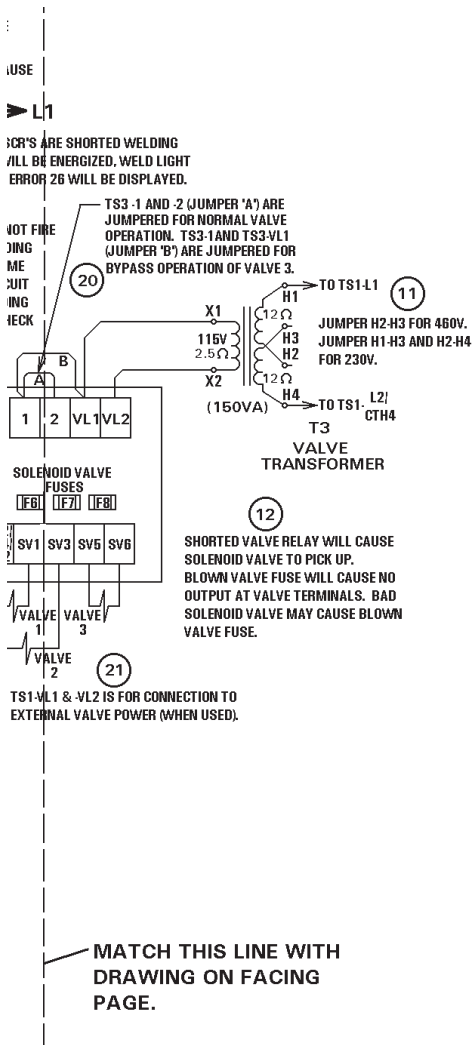 AUSE
L1
SCR'S ARE SHORTED WELDING
WILL BE ENERGIZED, WELD LIGHT
ERROR 26 WILL BE DISPLAYED.
TS3 -1 AND -2 (JUMPER 'A') ARE
JUMPERED FOR NORMAL VALVE
OPERATION. TS3-1AND TS3-VL1
(JUMPER 'B') ARE JUMPERED FOR
BYPASS OPERATION OF VALVE 3.
NOT FIRE
DING
ME
CUIT
ING
HECK
20
TO TS1-L1
11
H1
12Ω
H3
H2
12Ω
H4
JUMPER H2-H3 FOR 460V.
JUMPER H1-H3 AND H2-H4
FOR 230V.
X1
115V
2.5Ω
X2
(150VA)
TO TS1- L2/
CTH4
T3
VALVE
TRANSFORMER
B
A
1 2 VL1 VL2
SOLENOID VALVE
FUSES
F6 F7 F8
SV1 SV3 SV5 SV6
VALVE
1
VALVE
3
VALVE
2
12
SHORTED VALVE RELAY WILL CAUSE
SOLENOID VALVE TO PICK UP.
BLOWN VALVE FUSE WILL CAUSE NO
OUTPUT AT VALVE TERMINALS. BAD
SOLENOID VALVE MAY CAUSE BLOWN
VALVE FUSE.
21
TS1-VL1 & -VL2 IS FOR CONNECTION TO
EXTERNAL VALVE POWER (WHEN USED).
MATCH THIS LINE WITH
DRAWING ON FACING
PAGE.